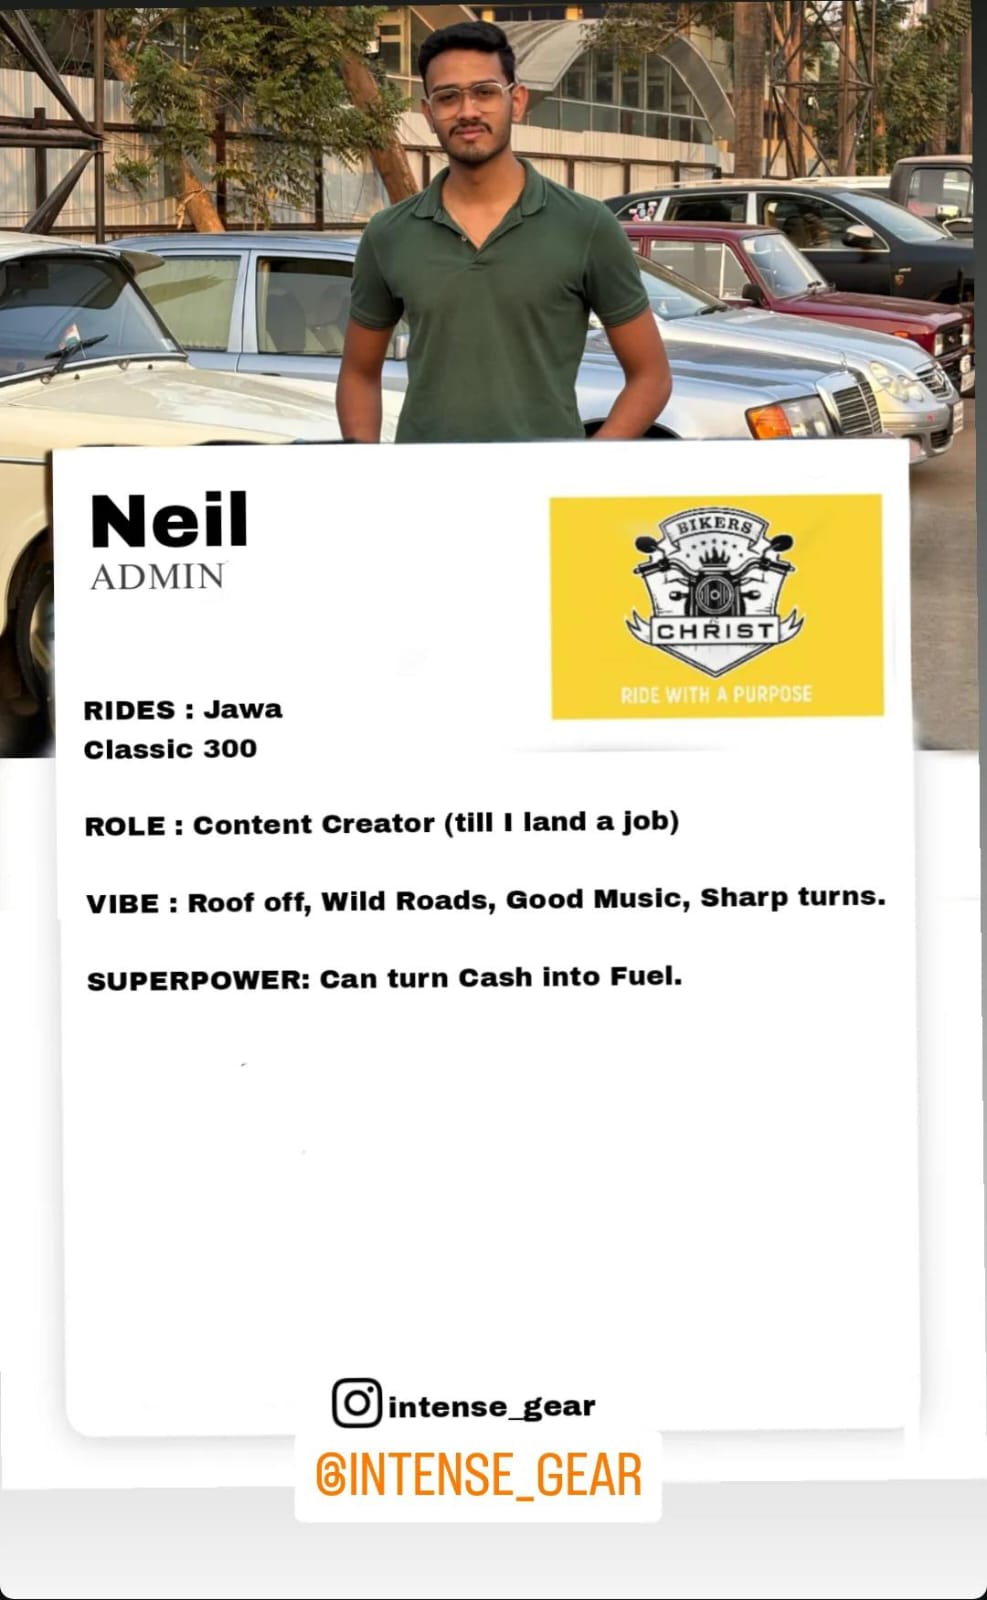 Neil
ADMIN
BIKERS
CHRIST
RIDE WITH A PURPOSE
RIDES : Jawa
Classic 300
ROLE : Content Creator (till I land a job)
VIBE : Roof off, Wild Roads, Good Music, Sharp turns.
SUPERPOWER: Can turn Cash into Fuel.
intense_gear
@INTENSE_GEAR